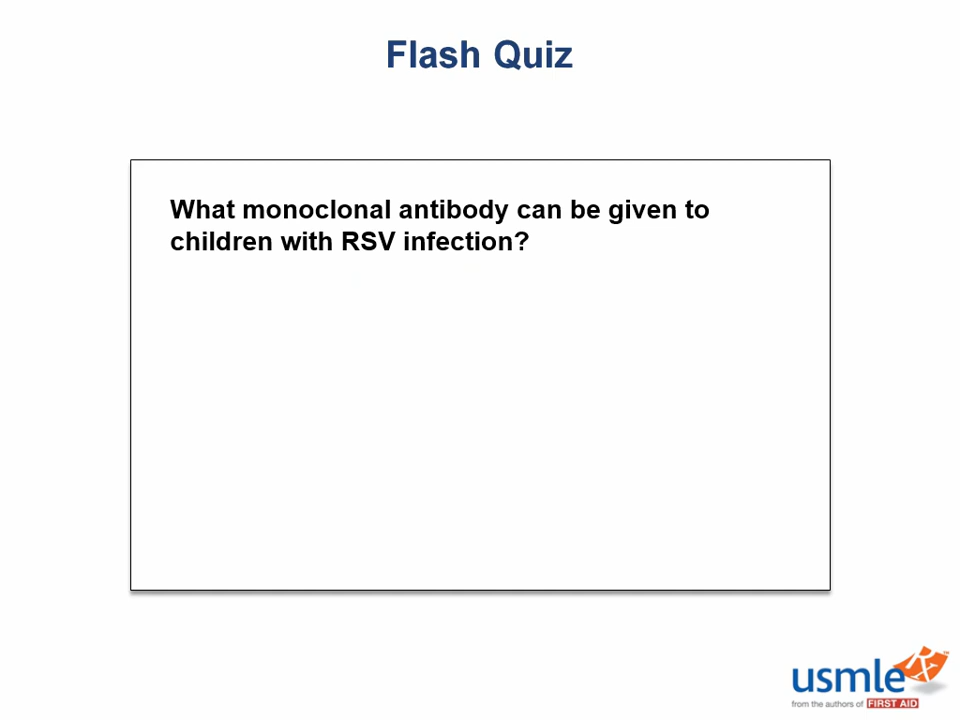 Flash Quiz
What monoclonal antibody can be given to
children with RSV infection?
usmle Rx™
from the authors of FIRST AID